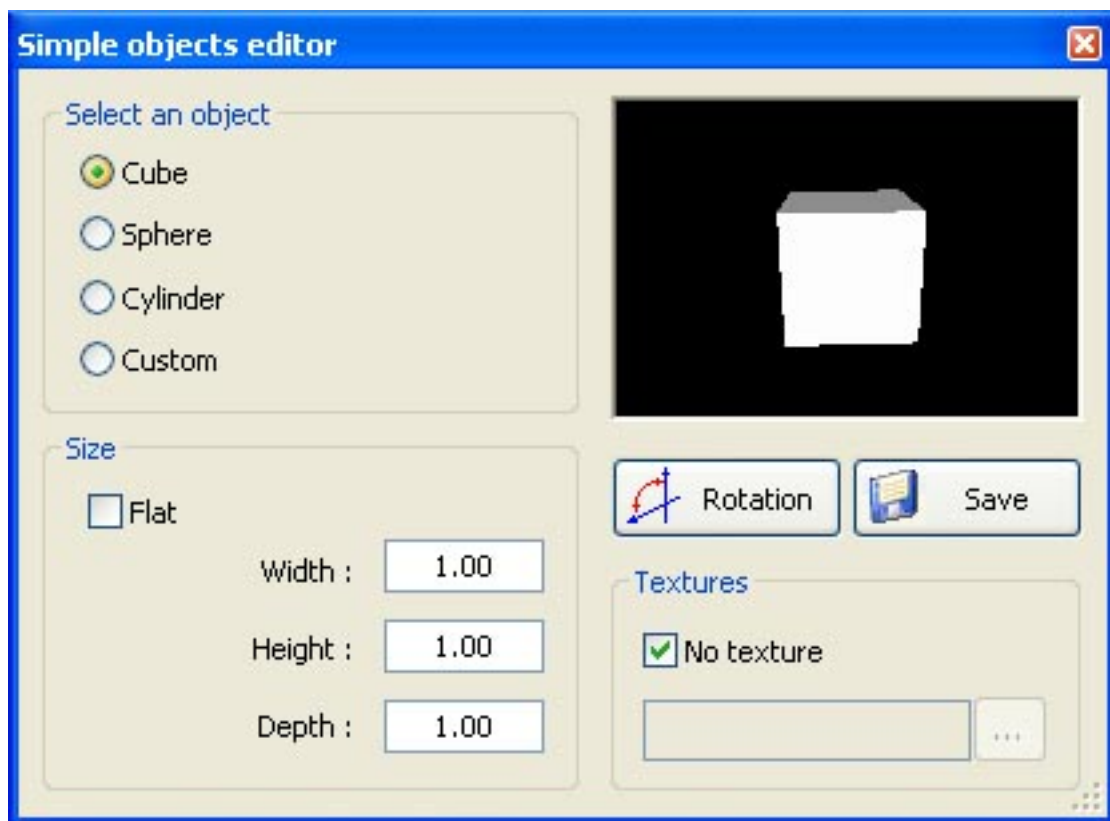 Simple objects editor
Select an object
Cube
Sphere
Cylinder
Custom
Size
Flat
Width : 1.00
Height : 1.00
Depth : 1.00
Rotation
Save
Textures
No texture
...